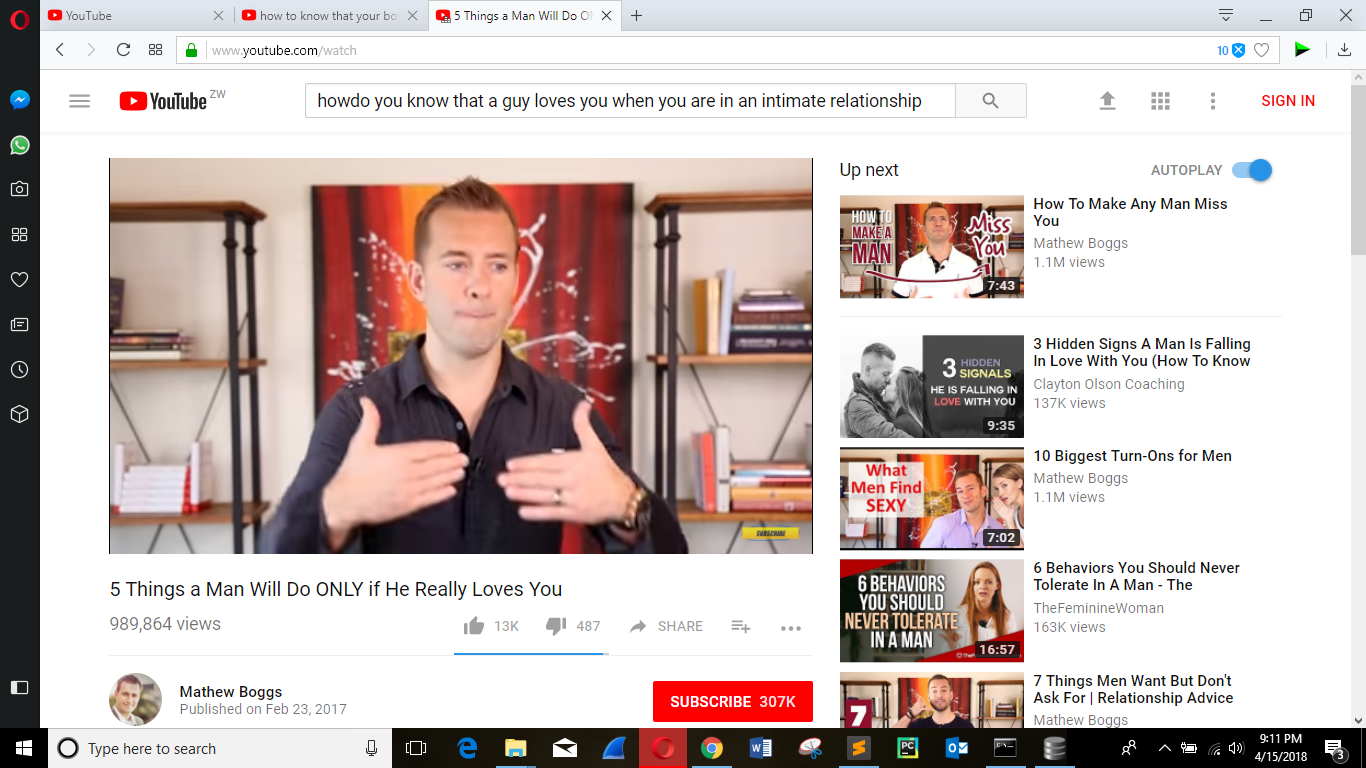 YouTube
how to know that your bo
5 Things a Man Will Do O
www.youtube.com/watch
10
YouTube ZW
howdo you know that a guy loves you when you are in an intimate relationship
SIGN IN
SUBSCRIBE
5 Things a Man Will Do ONLY if He Really Loves You
989,864 views
13K
487
SHARE
Mathew Boggs
Published on Feb 23, 2017
SUBSCRIBE 307K
Up next
AUTOPLAY
HOW TO
MAKE A
MAN
Miss
You
7:43
How To Make Any Man Miss
You
Mathew Boggs
1.1M views
3 HIDDEN
SIGNALS
HE IS FALLING IN
LOVE WITH YOU
9:35
3 Hidden Signs A Man Is Falling
In Love With You (How To Know
Clayton Olson Coaching
137K views
What
Men Find
SEXY
7:02
10 Biggest Turn-Ons for Men
Mathew Boggs
1.1M views
6 BEHAVIORS
YOU SHOULD
NEVER TOLERATE
IN A MAN
16:57
6 Behaviors You Should Never
Tolerate In A Man - The
TheFeminineWoman
163K views
7
7 Things Men Want But Don't
Ask For | Relationship Advice
Mathew Boggs
Type here to search
9:11 PM
4/15/2018
3